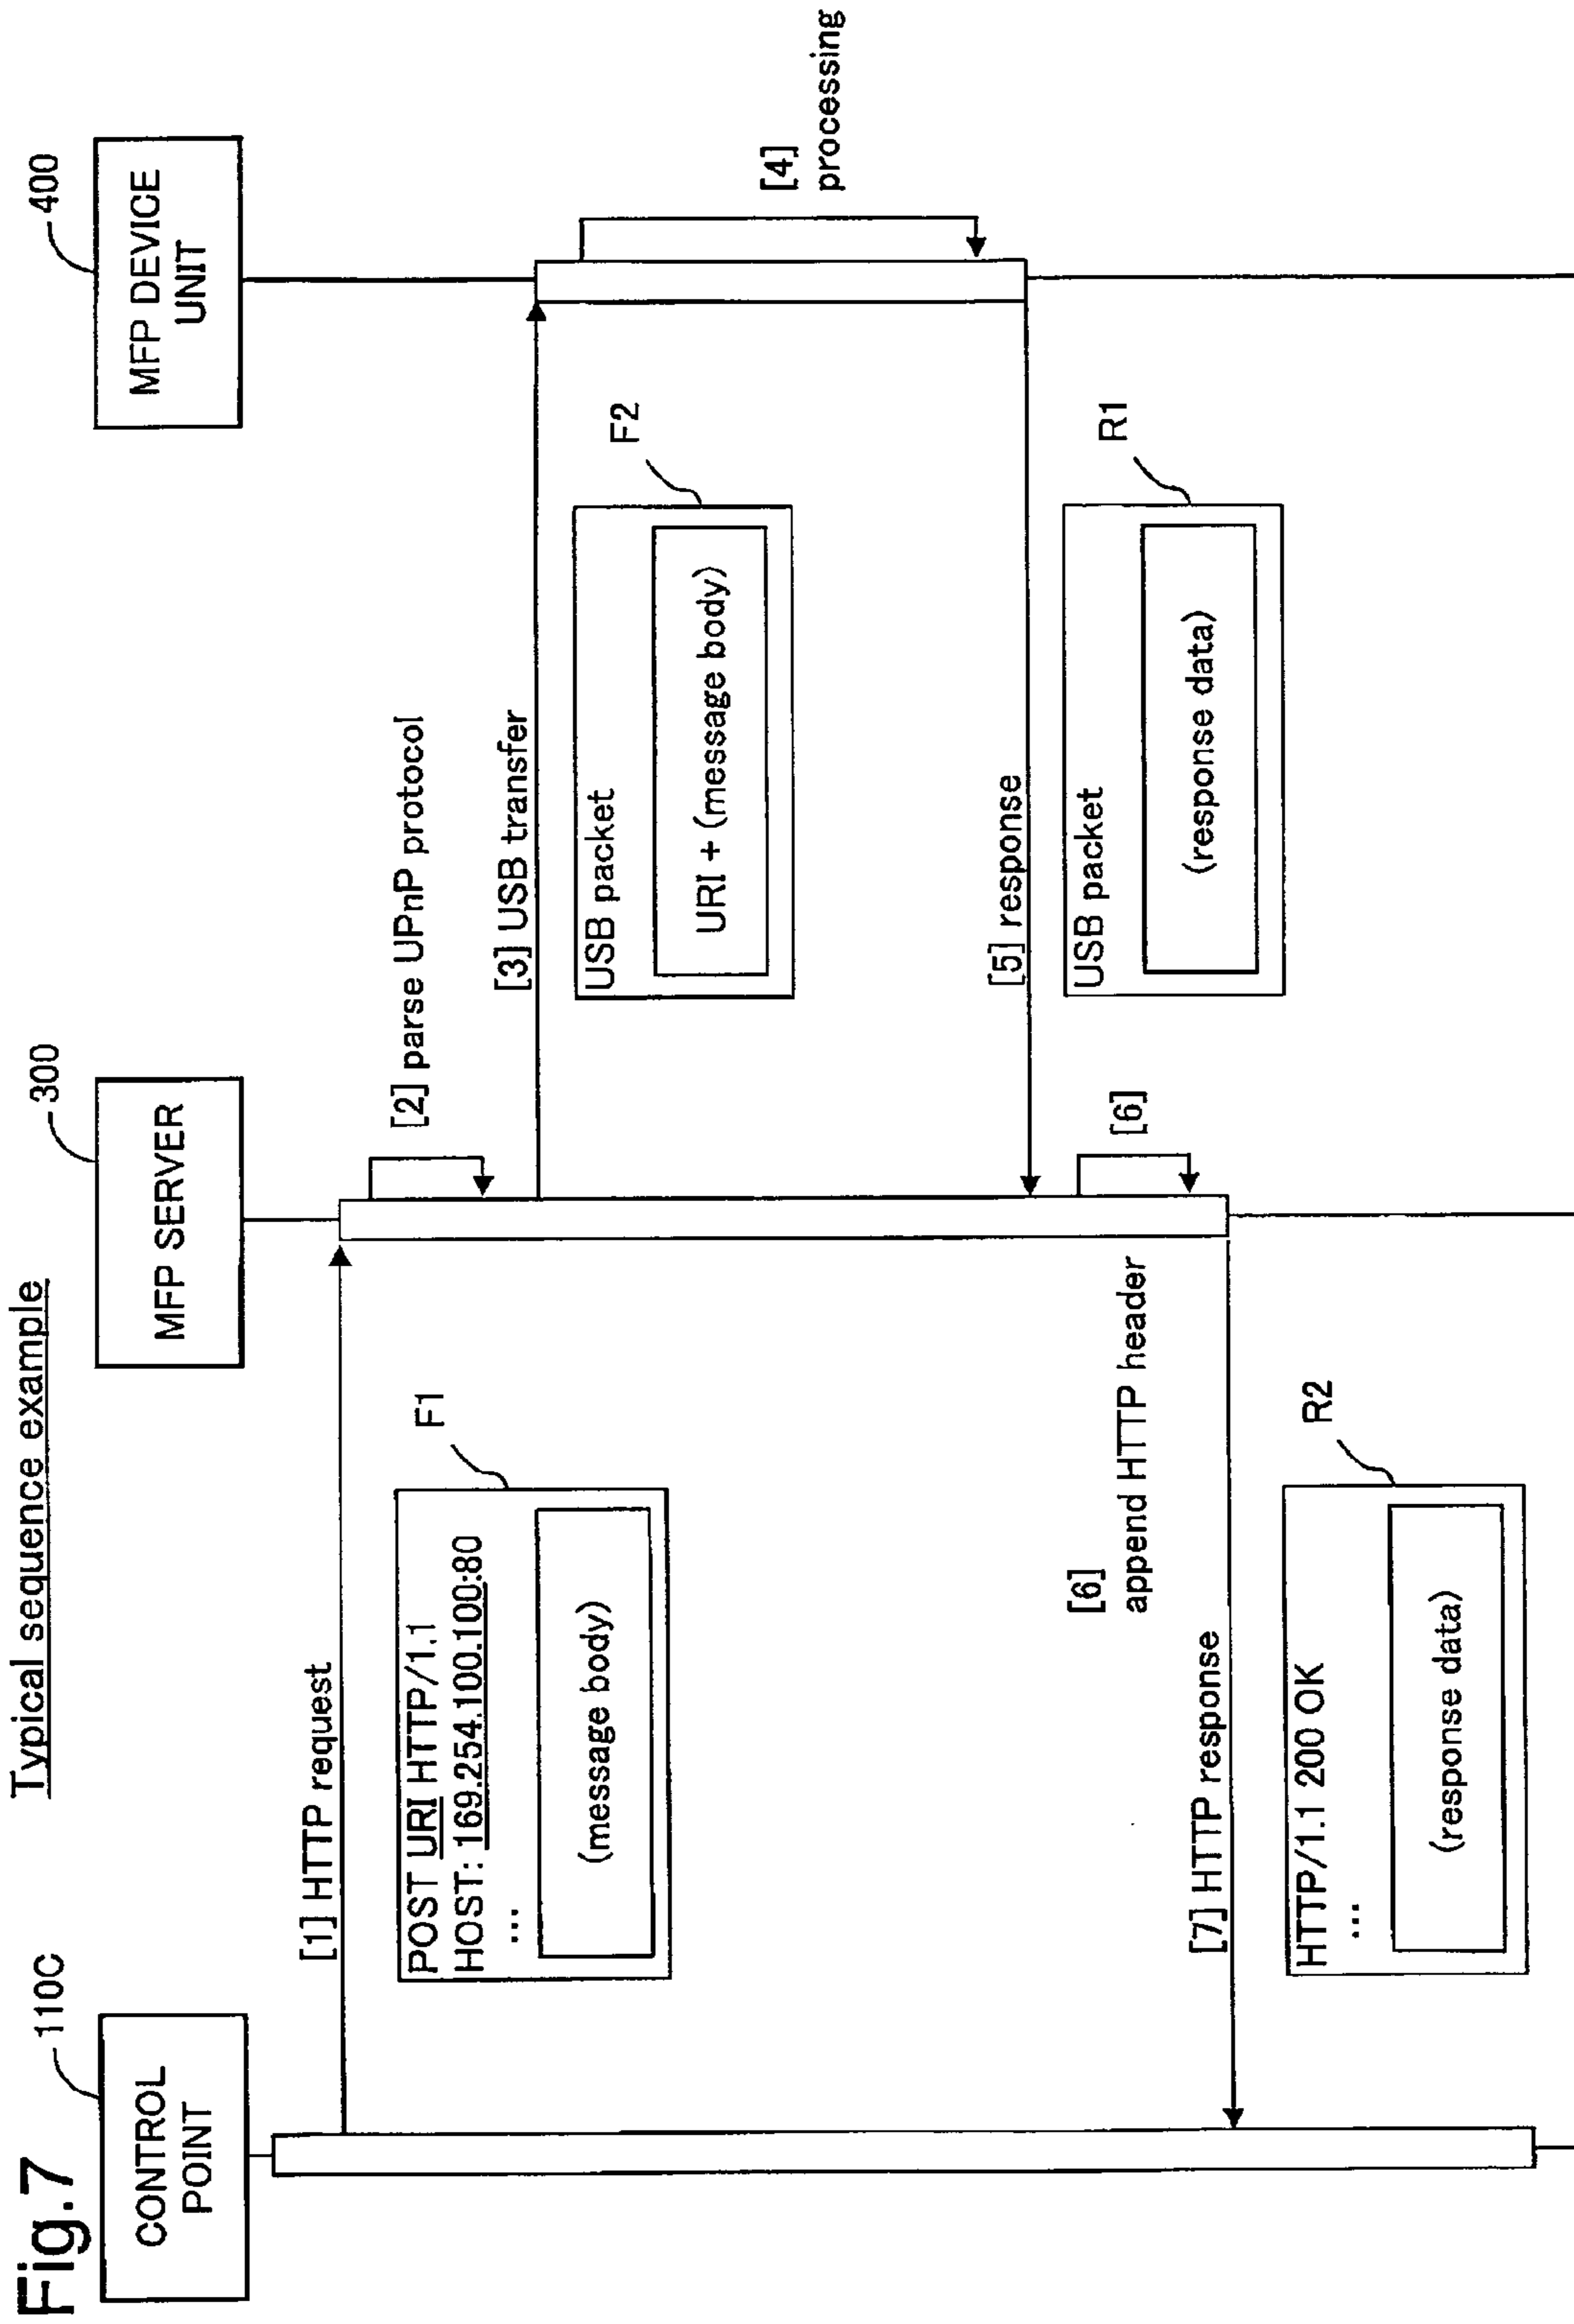 Fig.7
Typical sequence example
110C
CONTROL
POINT
300
MFP SERVER
400
MFP DEVICE
UNIT
[1] HTTP request
F1
POST URI HTTP/1.1
HOST: 169.254.100.100:80
...
(message body)
[2] parse UPnP protocol
[3] USB transfer
F2
USB packet
URI + (message body)
[4]
processing
[5] response
R1
USB packet
(response data)
[6]
[6]
append HTTP header
[7] HTTP response
R2
HTTP/1.1 200 OK
...
(response data)